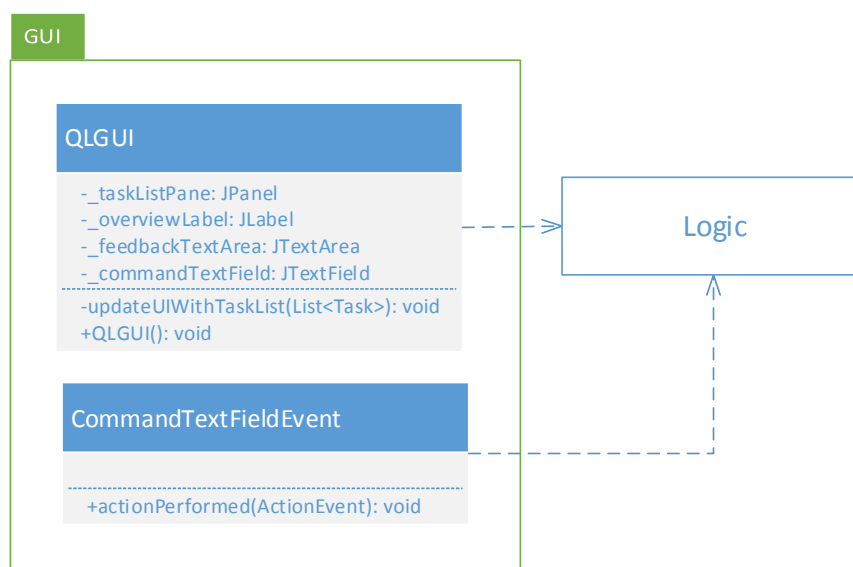 GUI
QLGUI
-_taskListPane: JPanel
-_overviewLabel: JLabel
-_feedbackTextArea: JTextArea
-_commandTextField: JTextField
-updateUIWithTaskList(List<Task>): void
+QLGUI(): void
Logic
CommandTextFieldEvent
+actionPerformed(ActionEvent): void